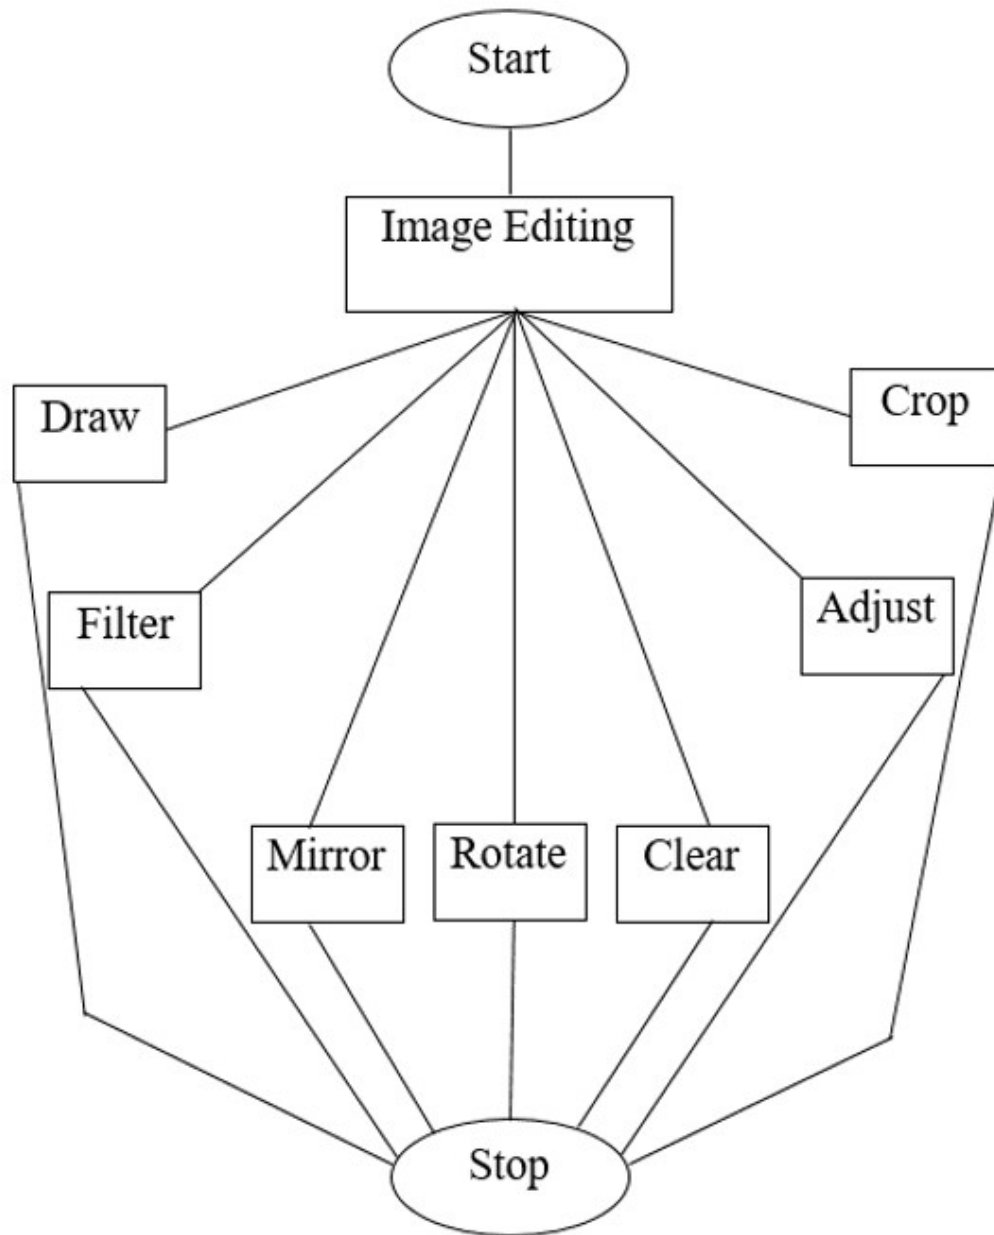 Start
Image Editing
Draw
Crop
Filter
Adjust
Mirror
Rotate
Clear
Stop